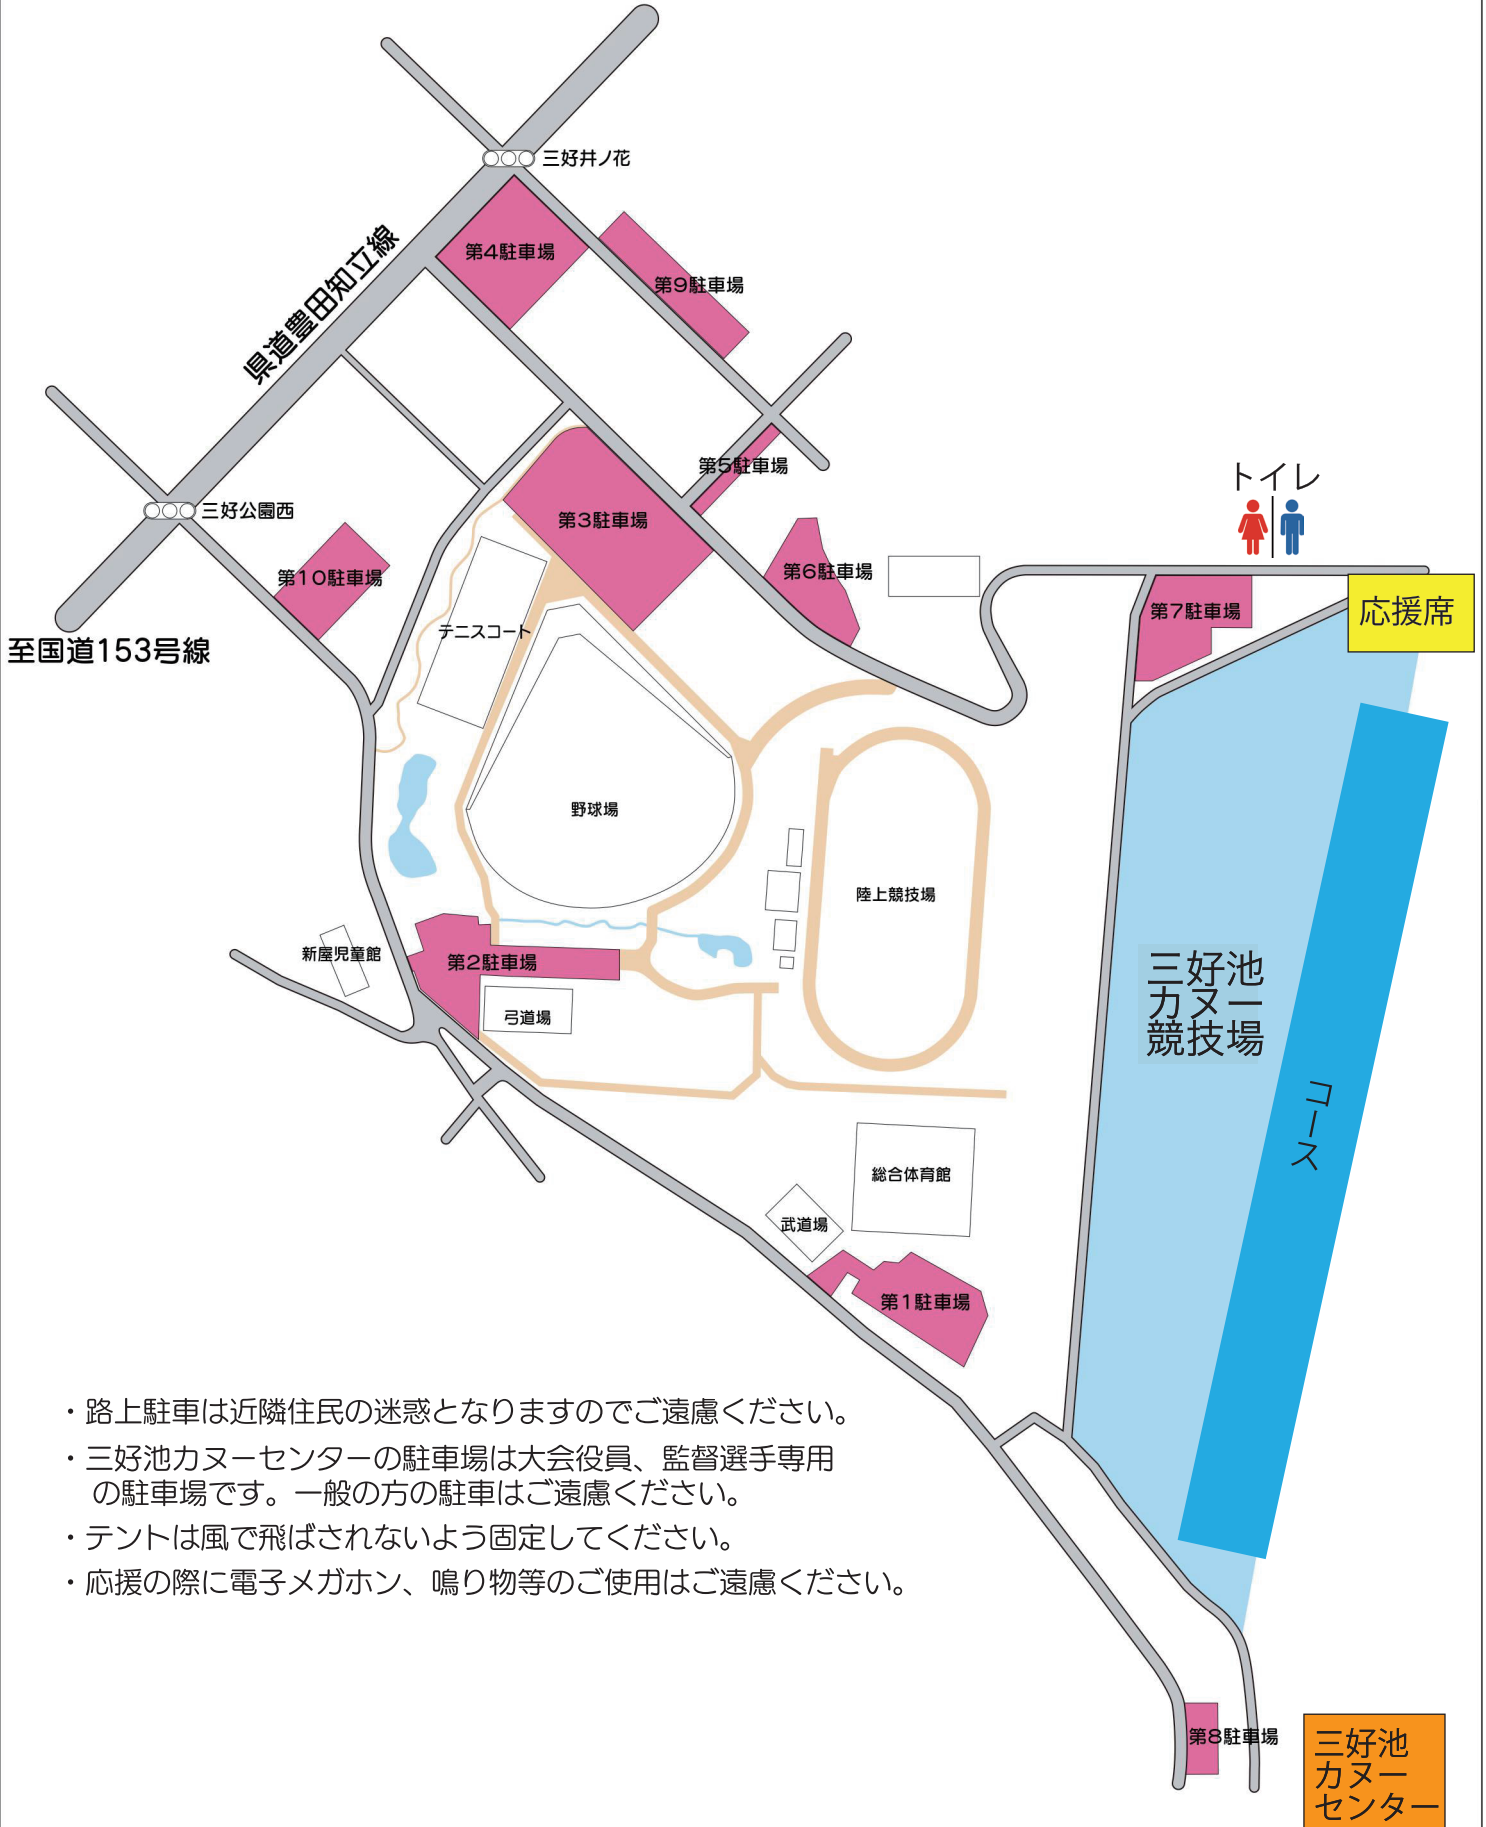 三好井ノ花
第4駐車場
県道豊田知立線
第9駐車場
第5駐車場
トイレ
三好公園西
第3駐車場
第10駐車場
第6駐車場
第7駐車場
応援席
テニスコート
至国道153号線
野球場
陸上競技場
新屋児童館
第2駐車場
三好池
カヌー
競技場
弓道場
コース
総合体育館
武道場
第1駐車場
・路上駐車は近隣住民の迷惑となりますのでご遠慮ください。
・三好池カヌーセンターの駐車場は大会役員、監督選手専用
の駐車場です。一般の方の駐車はご遠慮ください。
・テントは風で飛ばされないよう固定してください。
・応援の際に電子メガホン、鳴り物等のご使用はご遠慮ください。
第8駐車場
三好池
カヌー
センター